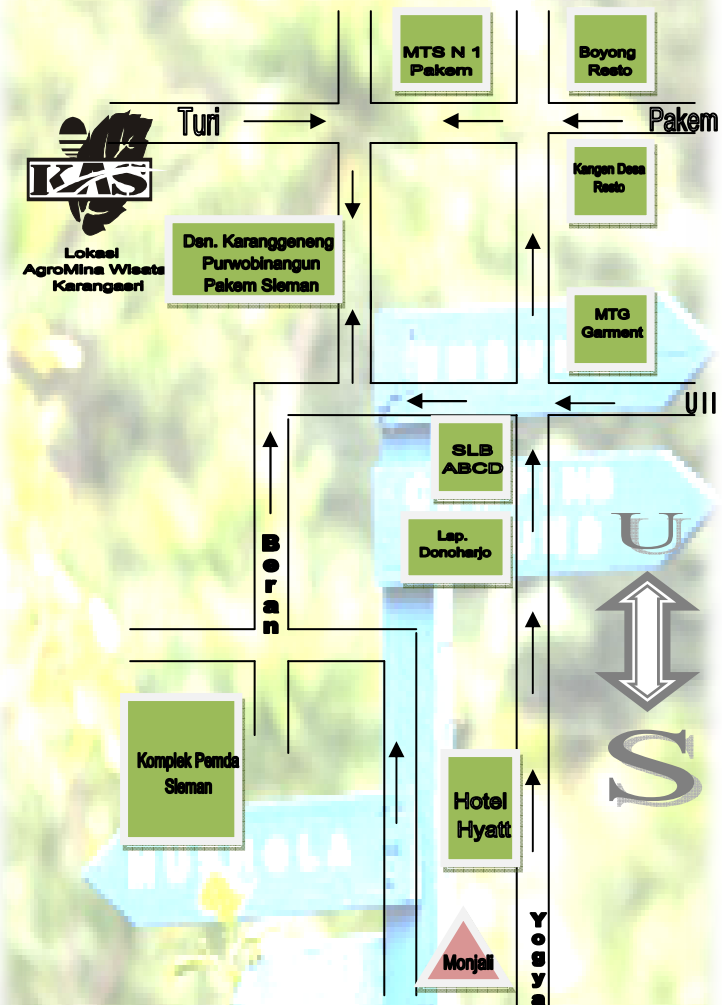 MTS N 1
Pakem
Boyong
Resto
Turi
Pakem
KAS
Kangen Desa
Resto
Lokasi
AgroMina Wisata
Karangasri
Dsn. Karanggeneng
Purwobinangun
Pakem Sleman
MTG
Garment
UII
SLB
ABCD
Lap.
Donoharjo
U
Beran
S
Komplek Pemda
Sleman
Hotel
Hyatt
Monjali
Yogya